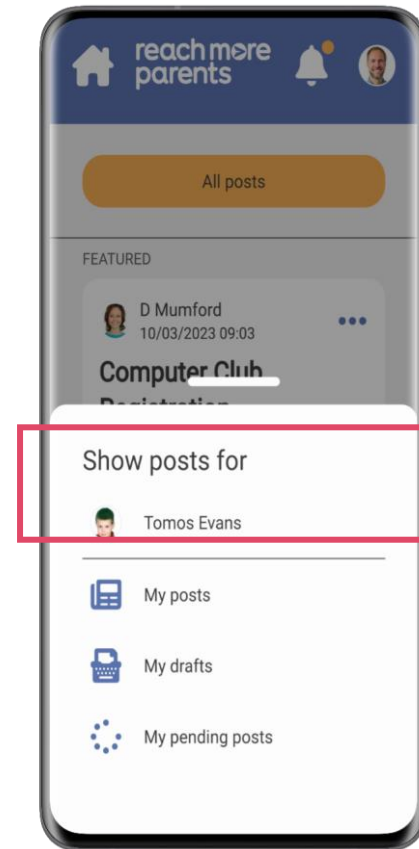 reach more
parents
All posts
FEATURED
D Mumford
10/03/2023 09:03
Computer Club
Registration
Show posts for
Tomos Evans
My posts
My drafts
My pending posts